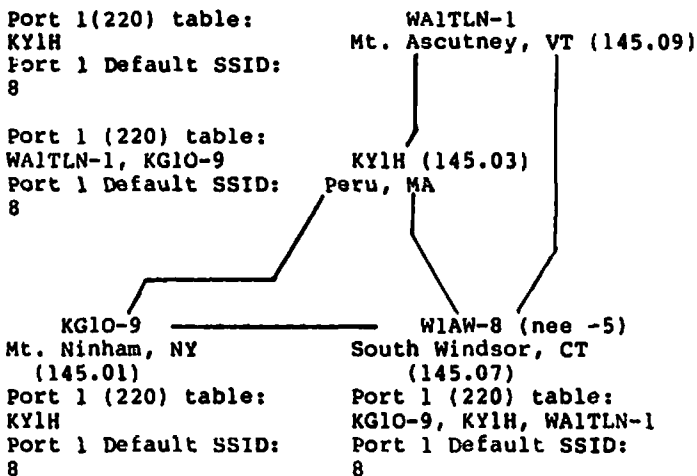 Port 1(220) table:
KY1H
Port 1 Default SSID:
8
WA1TLN-1
Mt. Ascutney, VT (145.09)
Port 1 (220) table:
WA1TLN-1, KG1O-9
Port 1 Default SSID:
8
KY1H (145.03)
Peru, MA
KG1O-9
Mt. Ninham, NY
(145.01)
Port 1 (220) table:
KY1H
Port 1 Default SSID:
8
W1AW-8 (nee -5)
South Windsor, CT
(145.07)
Port 1 (220) table:
KG1O-9, KY1H, WA1TLN-1
Port 1 Default SSID:
8